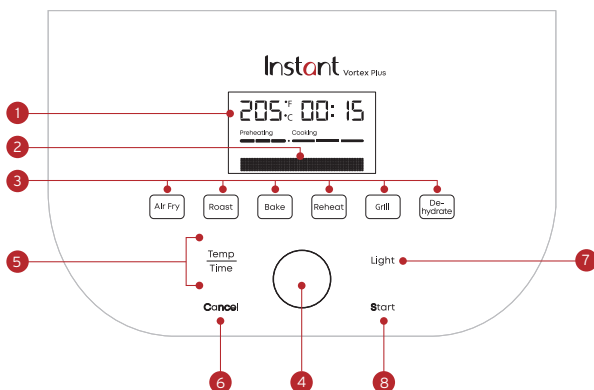 Instant Vortex Plus
1
205 °F °C 00:15
Preheating Cooking
2
3
Air Fry Roast Bake Reheat Grill De-
hydrate
5
Temp
Time
Light 7
Cancel Start
6 4 8